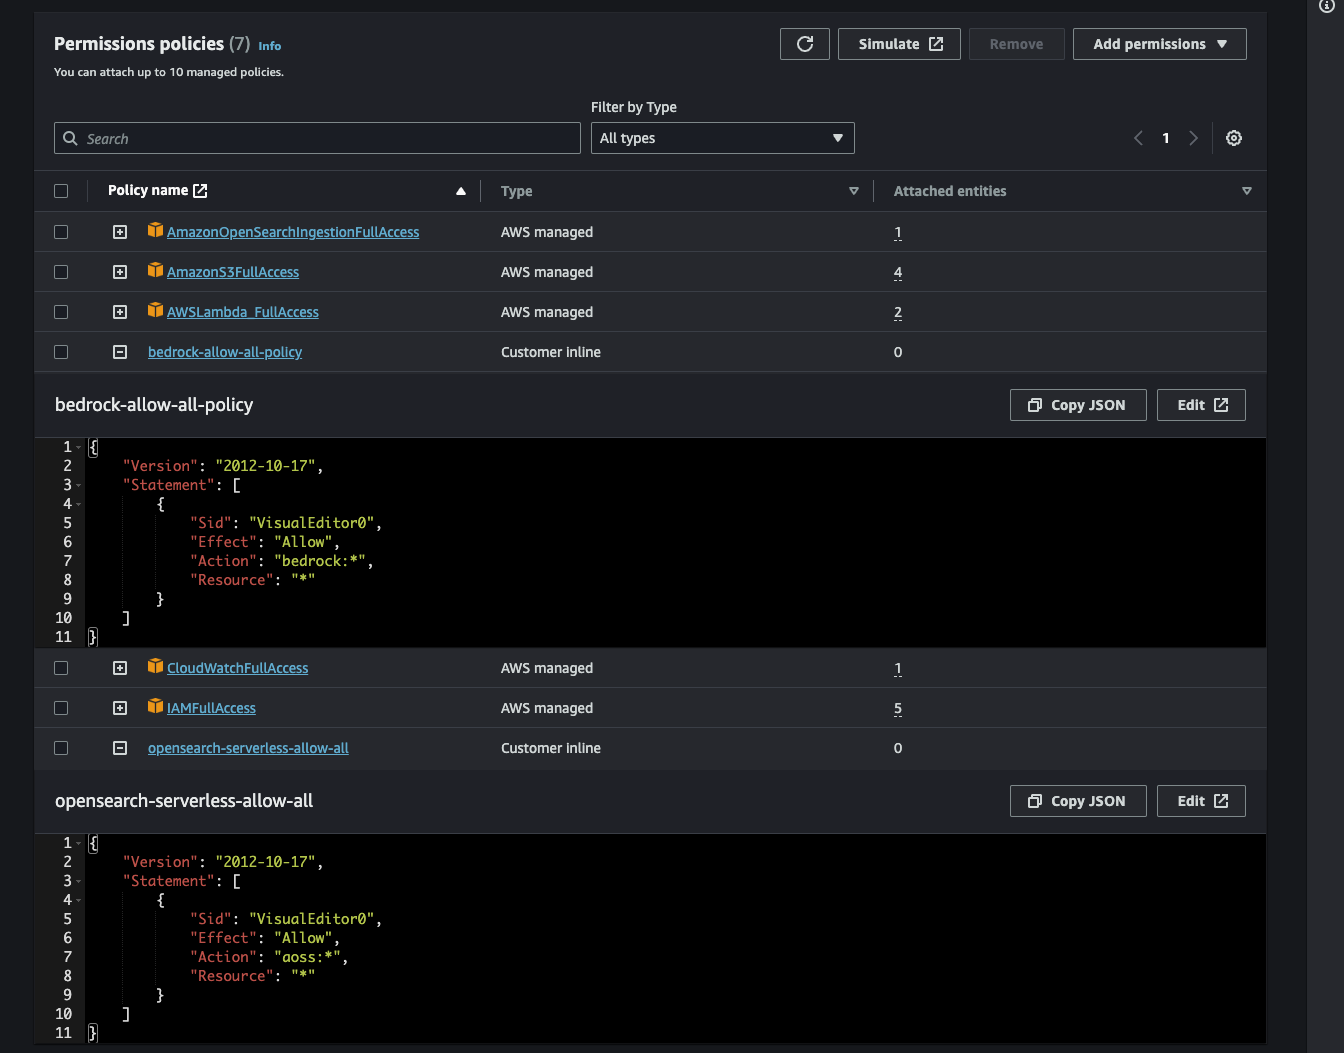 Permissions policies (7) Info
You can attach up to 10 managed policies.
Simulate
Remove
Add permissions
Filter by Type
Search
All types
1
Policy name Type Attached entities
AmazonOpenSearchIngestionFullAccess AWS managed 1
AmazonS3FullAccess AWS managed 4
AWSLambda_FullAccess AWS managed 2
bedrock-allow-all-policy Customer inline 0
bedrock-allow-all-policy Copy JSON Edit
1 {
2 "Version": "2012-10-17",
3 "Statement": [
4 {
5 "Sid": "VisualEditor0",
6 "Effect": "Allow",
7 "Action": "bedrock:*",
8 "Resource": "*"
9 }
10 ]
11 }
CloudWatchFullAccess AWS managed 1
IAMFullAccess AWS managed 5
opensearch-serverless-allow-all Customer inline 0
opensearch-serverless-allow-all Copy JSON Edit
1 {
2 "Version": "2012-10-17",
3 "Statement": [
4 {
5 "Sid": "VisualEditor0",
6 "Effect": "Allow",
7 "Action": "aoss:*",
8 "Resource": "*"
9 }
10 ]
11 }